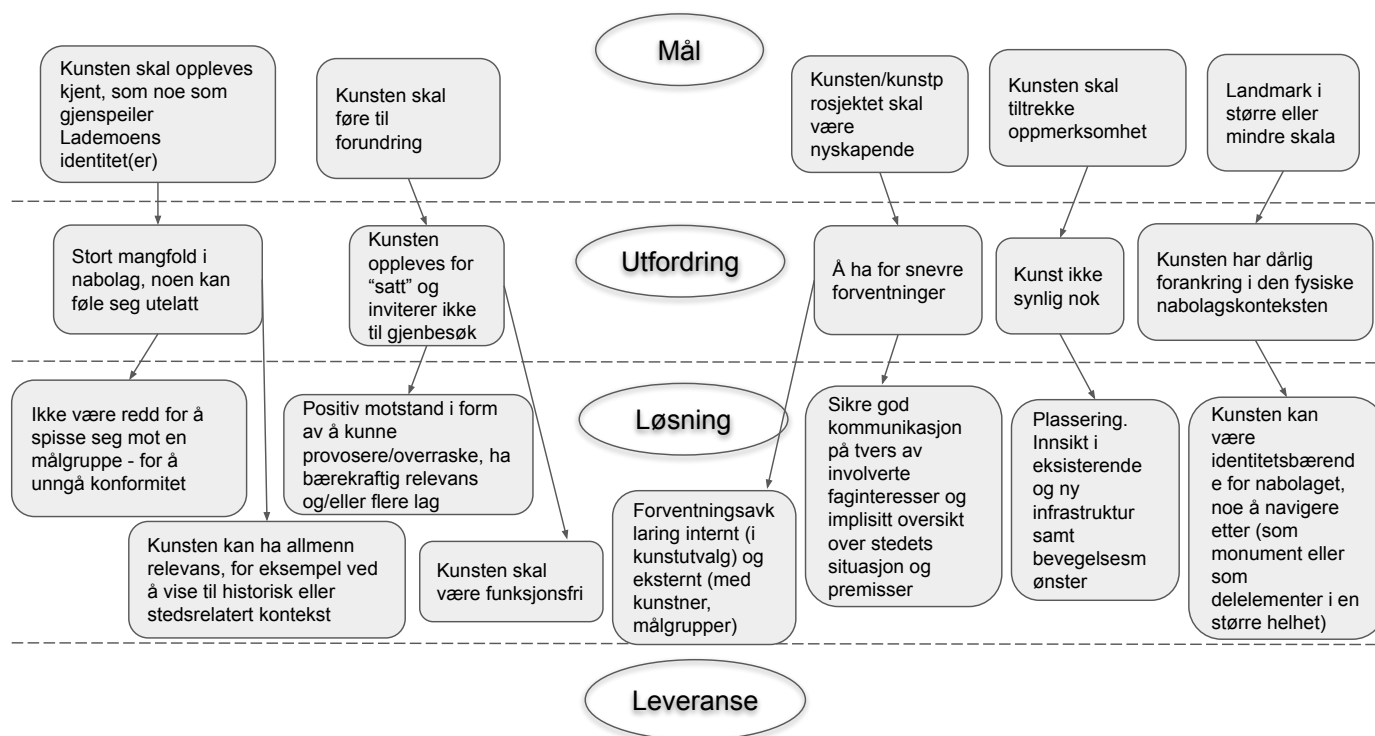 Mål
Kunsten skal oppleves
kjent, som noe som
gjenspeiler
Lademoens
identitet(er)
Kunsten skal
føre til
forundring
Kunsten/kunstp
rosjektet skal
være
nyskapende
Kunsten skal
tiltrekke
oppmerksomhet
Landmark i
større eller
mindre skala
Utfordring
Stort mangfold i
nabolag, noen kan
føle seg utelatt
Kunsten
oppleves for
“satt” og
inviterer ikke
til gjenbesøk
Å ha for snevre
forventninger
Kunst ikke
synlig nok
Kunsten har dårlig
forankring i den fysiske
nabolagskonteksten
Løsning
Ikke være redd for å
spisse seg mot en
målgruppe - for å
unngå konformitet
Kunsten kan ha allmenn
relevans, for eksempel ved
å vise til historisk eller
stedsrelatert kontekst
Positiv motstand i form
av å kunne
provosere/overraske, ha
bærekraftig relevans
og/eller flere lag
Kunsten skal
være funksjonsfri
Forventningsavk
laring internt (i
kunstutvalg) og
eksternt (med
kunstner,
målgrupper)
Sikre god
kommunikasjon
på tvers av
involverte
faginteresser og
implisitt oversikt
over stedets
situasjon og
premisser
Plassering.
Innsikt i
eksisterende
og ny
infrastruktur
samt
bevegelsesm
ønster
Kunsten kan
være
identitetsbærend
e for nabolaget,
noe å navigere
etter (som
monument eller
som
delelementer i en
større helhet)
Leveranse